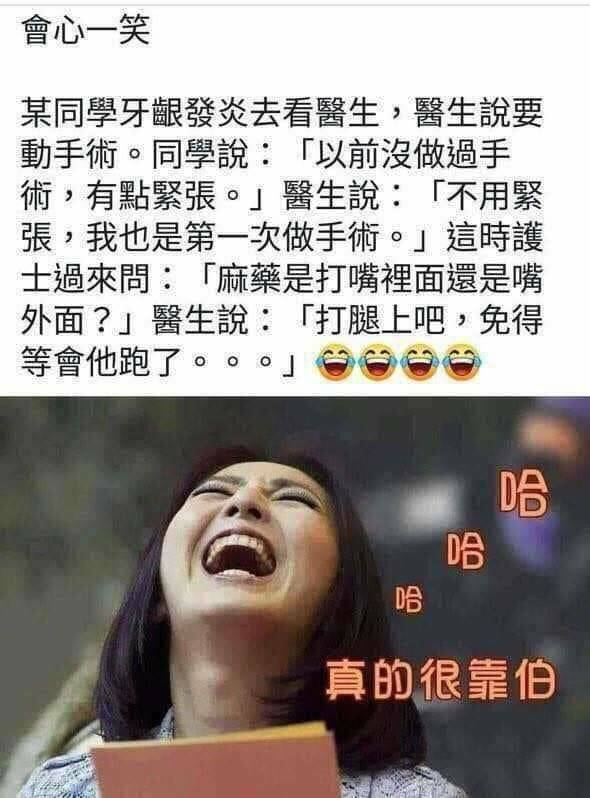 會心一笑
某同學牙齦發炎去看醫生，醫生說要
動手術。同學說：「以前沒做過手
術，有點緊張。」醫生說：「不用緊
張，我也是第一次做手術。」這時護
士過來問：「麻藥是打嘴裡面還是嘴
外面？」醫生說：「打腿上吧，免得
等會他跑了。。。」😂😂😂😂
哈
哈
哈
真的很靠伯